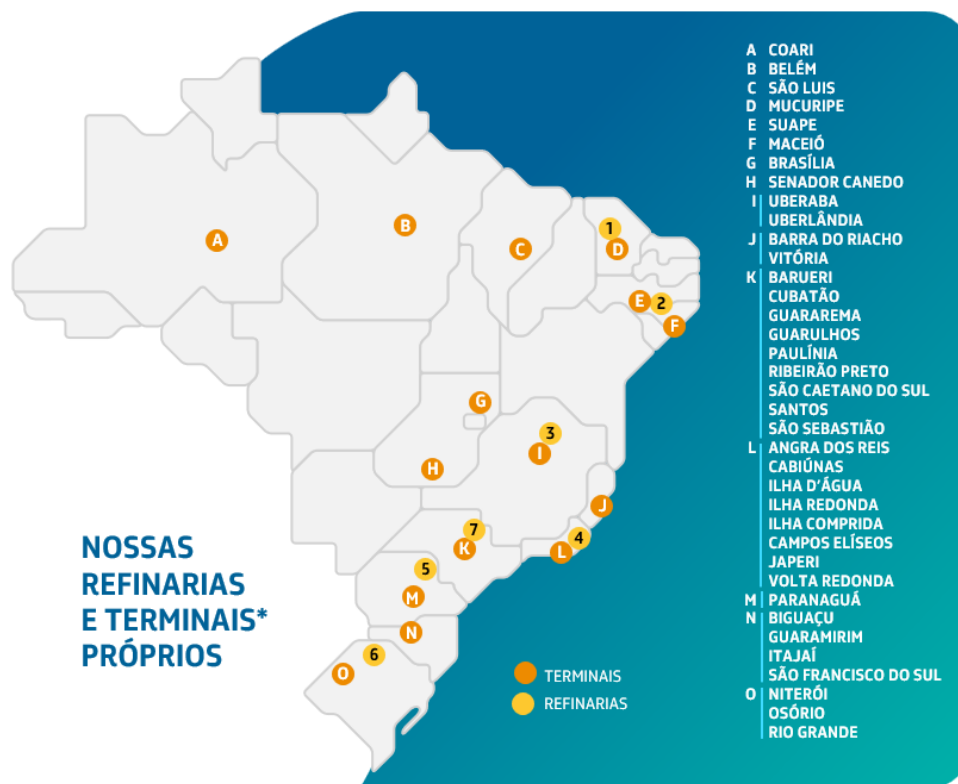 A COARI
B BELÉM
C SÃO LUIS
D MUCURIPE
E SUAPE
F MACEIÓ
G BRASÍLIA
H SENADOR CANEDO
I UBERABA
UBERLÂNDIA
J BARRA DO RIACHO
VITÓRIA
K BARUERI
CUBATÃO
GUARAREMA
GUARULHOS
PAULÍNIA
RIBEIRÃO PRETO
SÃO CAETANO DO SUL
SANTOS
SÃO SEBASTIÃO
L ANGRA DOS REIS
CABIÚNAS
ILHA D'ÁGUA
ILHA REDONDA
ILHA COMPRIDA
CAMPOS ELÍSEOS
JAPERI
VOLTA REDONDA
M PARANAGUÁ
N BIGUAÇU
GUARAMIRIM
ITAJAÍ
SÃO FRANCISCO DO SUL
O NITERÓI
OSÓRIO
RIO GRANDE
A
B
C
1
D
E
2
F
G
3
I
H
J
7
K
4
L
5
M
N
6
O
NOSSAS
REFINARIAS
E TERMINAIS*
PRÓPRIOS
TERMINAIS
REFINARIAS